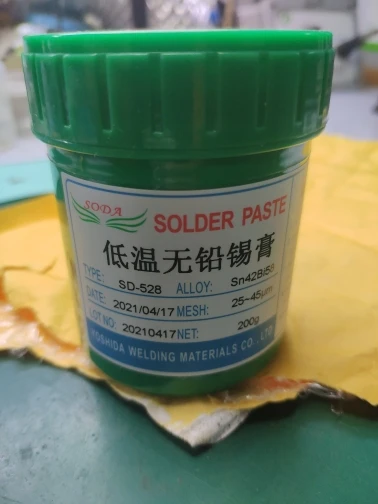 SODA
SOLDER PASTE
低温无铅锡膏
TYPE: SD-528 ALLOY: Sn42Bi58
DATE: 2021/04/17 MESH: 25~45μm
LOT NO: 20210417 NET: 200g
YOSHIDA WELDING MATERIALS CO.,LTD